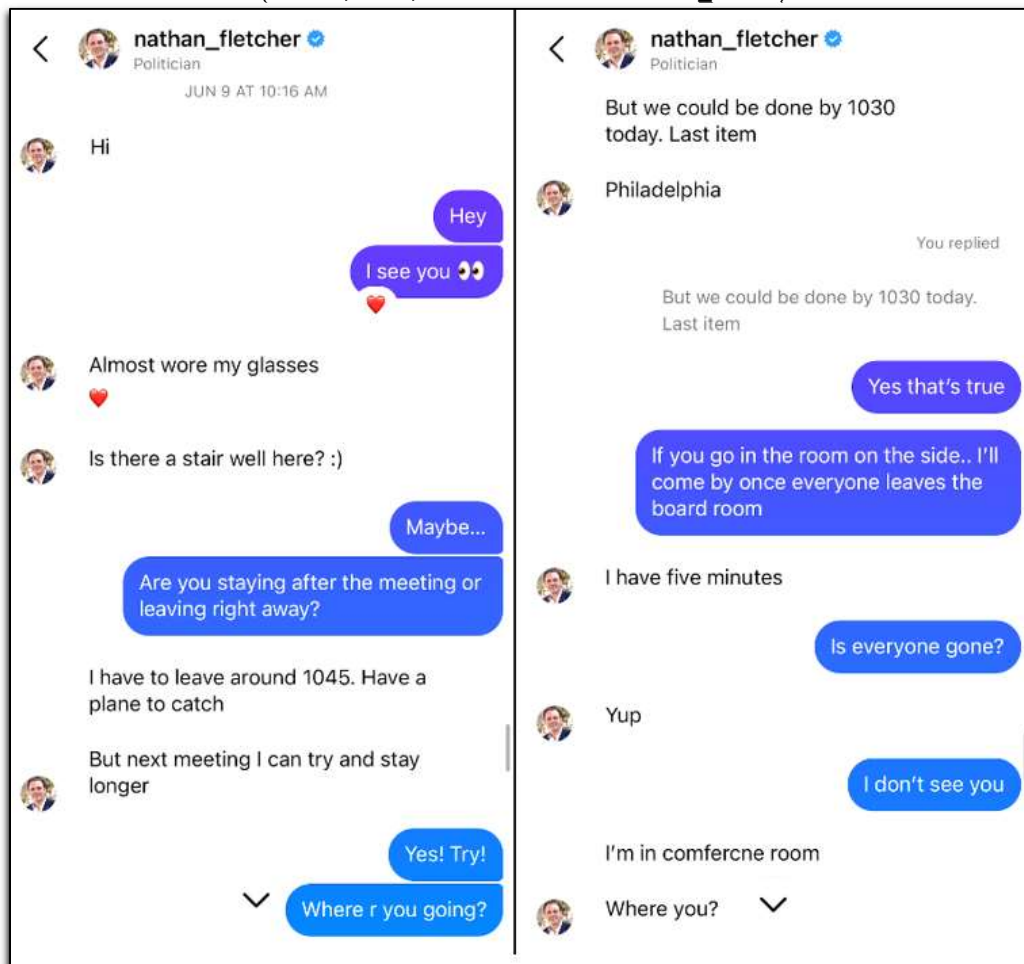 nathan_fletcher
Politician
JUN 9 AT 10:16 AM
Hi
Hey
I see you 👀
❤️
Almost wore my glasses
❤️
Is there a stair well here? :)
Maybe...
Are you staying after the meeting or
leaving right away?
I have to leave around 1045. Have a
plane to catch
But next meeting I can try and stay
longer
Yes! Try!
Where r you going?
nathan_fletcher
Politician
But we could be done by 1030
today. Last item
Philadelphia
You replied
But we could be done by 1030 today.
Last item
Yes that's true
If you go in the room on the side.. I'll
come by once everyone leaves the
board room
I have five minutes
Is everyone gone?
Yup
I don't see you
I'm in comfercne room
Where you?